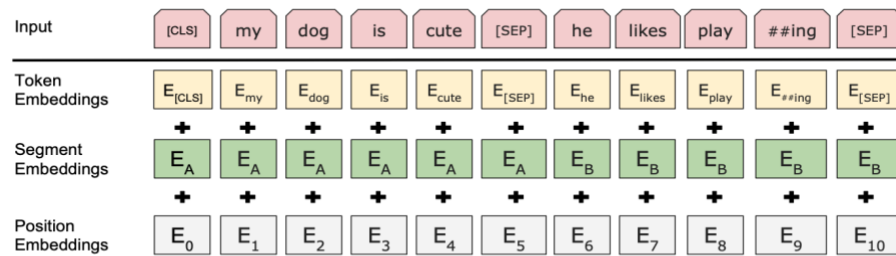 Input [CLS] my dog is cute [SEP] he likes play ##ing [SEP]
Token Embeddings E[CLS] Emy Edog Eis Ecute E[SEP] Ehe Elikes Eplay E##ing E[SEP]
+ + + + + + + + + + +
Segment Embeddings EA EA EA EA EA EA EB EB EB EB EB
+ + + + + + + + + + +
Position Embeddings E0 E1 E2 E3 E4 E5 E6 E7 E8 E9 E10